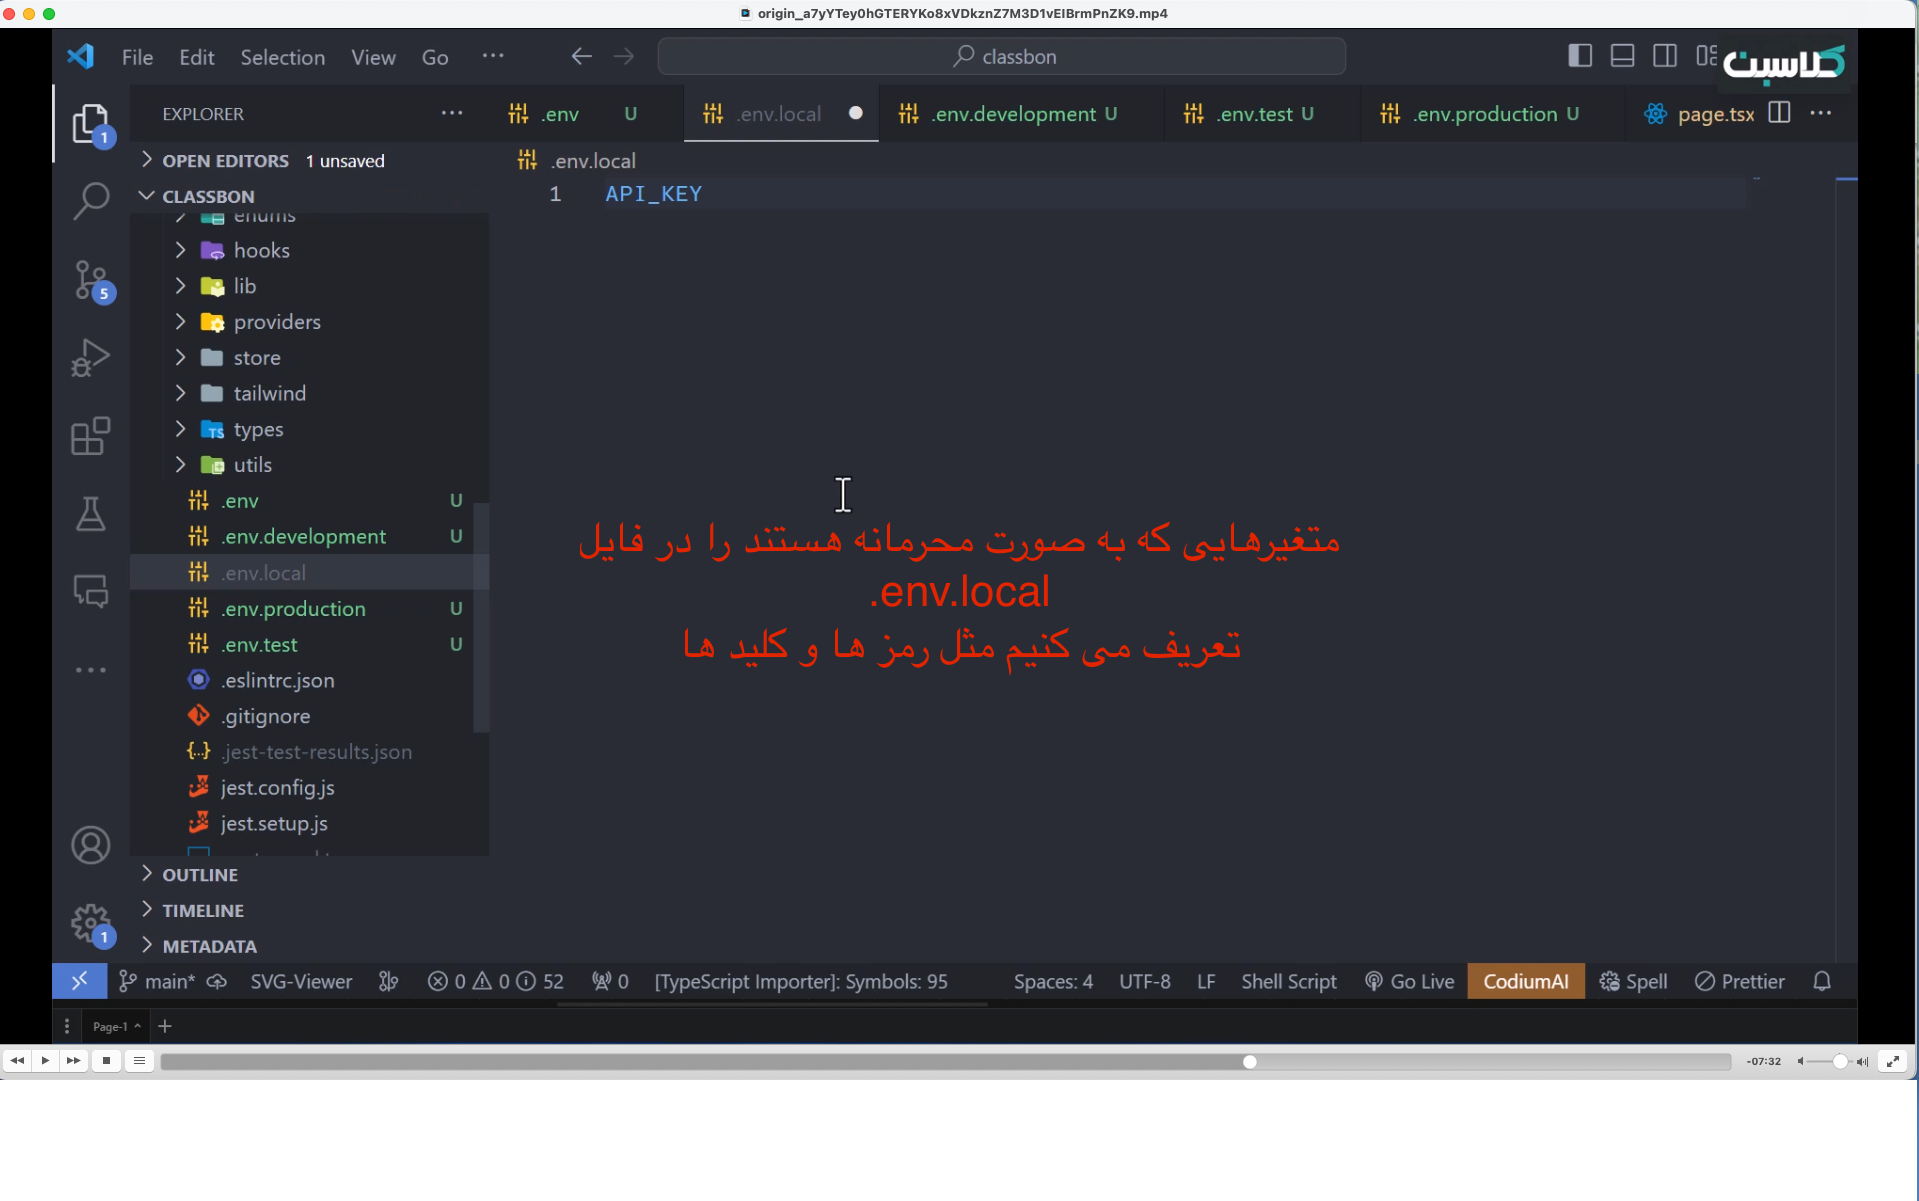 origin_a7yYTey0hGTERYKo8xVDkznZ7M3D1vEIBrmPnZK9.mp4
File Edit Selection View Go ··· classbon
کلاسبن
EXPLORER ···
.env U
.env.local
.env.development U
.env.test U
.env.production U
page.tsx ···
OPEN EDITORS 1 unsaved
.env.local
CLASSBON
1 API_KEY
enums
hooks
lib
providers
store
tailwind
types
utils
.env U
.env.development U
.env.local
.env.production U
.env.test U
.eslintrc.json
.gitignore
.jest-test-results.json
jest.config.js
jest.setup.js
متغیرهایی که به صورت محرمانه هستند را در فایل
.env.local
تعریف می کنیم مثل رمز ها و کلید ها
OUTLINE
TIMELINE
METADATA
1
5
1
main* SVG-Viewer 0 0 52 0 [TypeScript Importer]: Symbols: 95 Spaces: 4 UTF-8 LF Shell Script Go Live CodiumAI Spell Prettier
Page-1
-07:32